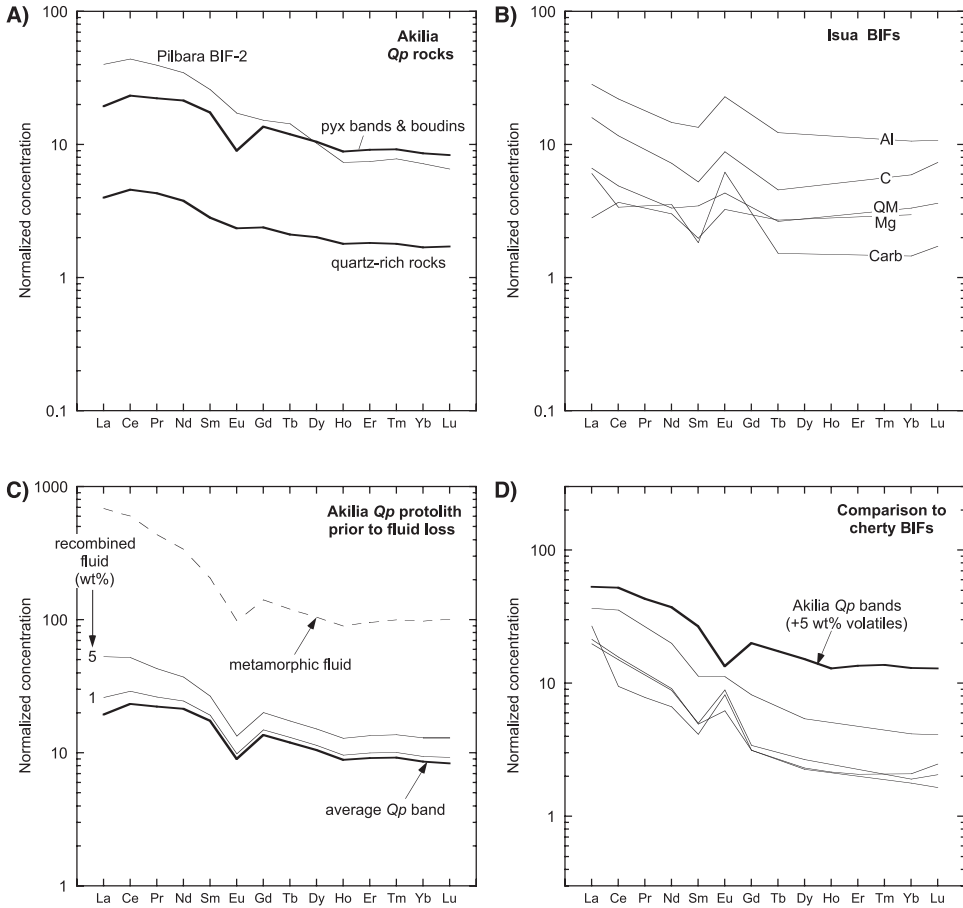 A)
Akilia
Qp rocks
Pilbara BIF-2
pyx bands & boudins
quartz-rich rocks
Normalized concentration
100
10
1
0.1
La Ce Pr Nd Sm Eu Gd Tb Dy Ho Er Tm Yb Lu
B)
Isua BIFs
Al
C
QM
Mg
Carb
Normalized concentration
100
10
1
0.1
La Ce Pr Nd Sm Eu Gd Tb Dy Ho Er Tm Yb Lu
C)
Akilia Qp protolith
prior to fluid loss
recombined
fluid
(wt%)
5
1
metamorphic fluid
average Qp band
Normalized concentration
1000
100
10
1
La Ce Pr Nd Sm Eu Gd Tb Dy Ho Er Tm Yb Lu
D)
Comparison to
cherty BIFs
Akilia Qp bands
(+5 wt% volatiles)
Normalized concentration
100
10
1
La Ce Pr Nd Sm Eu Gd Tb Dy Ho Er Tm Yb Lu